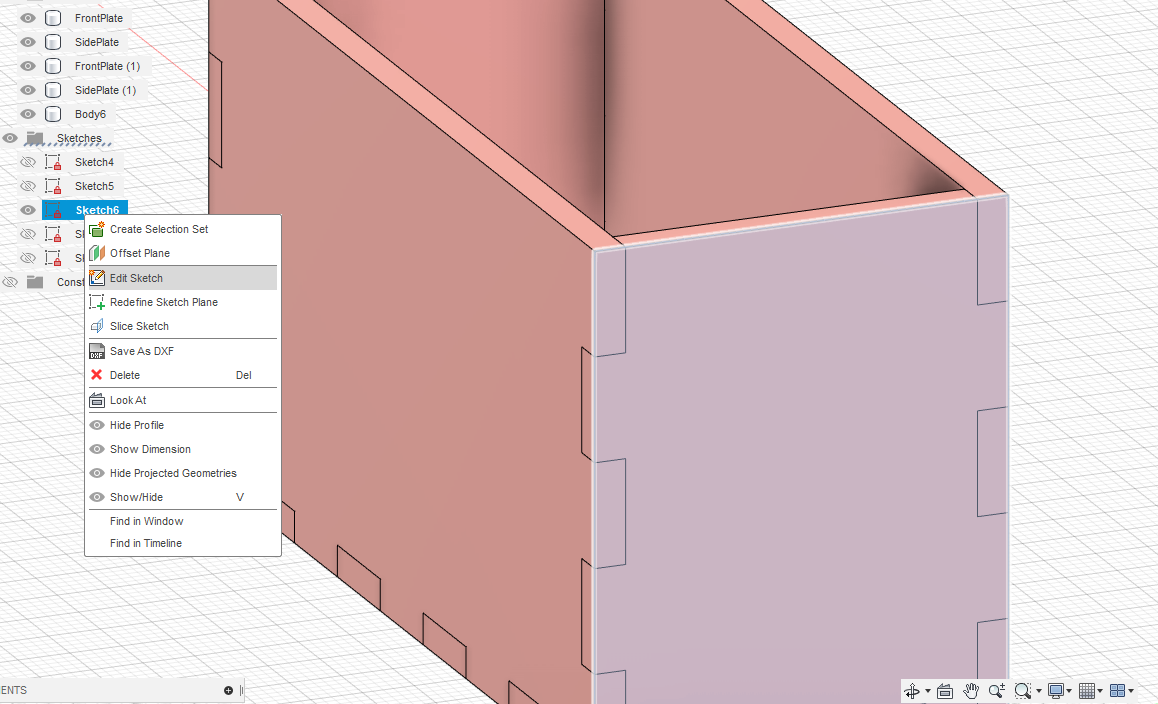 FrontPlate
SidePlate
FrontPlate (1)
SidePlate (1)
Body6
Sketches
Sketch4
Sketch5
Sketch6
Create Selection Set
Offset Plane
Edit Sketch
Redefine Sketch Plane
Slice Sketch
DXF Save As DXF
Delete Del
Look At
Hide Profile
Show Dimension
Hide Projected Geometries
Show/Hide V
Find in Window
Find in Timeline
Const
ENTS